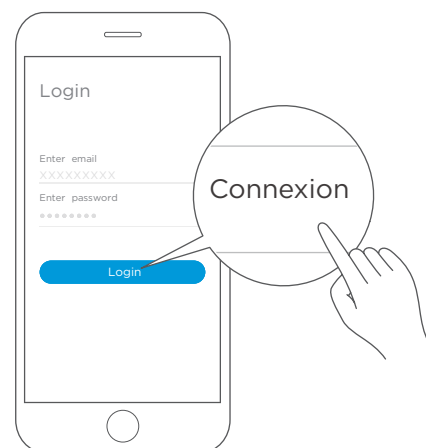 Login
Enter email
XXXXXXXXX
Enter password
Connexion
Login